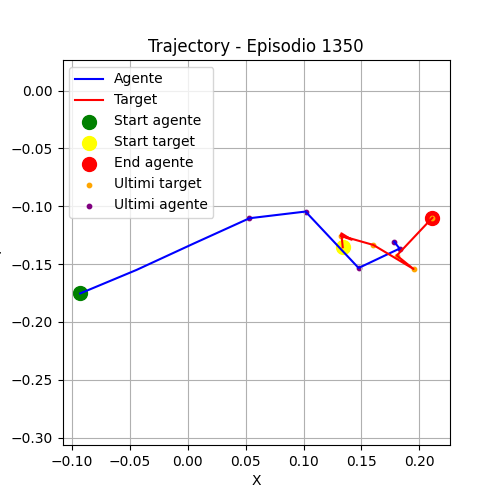 Trajectory - Episodio 1350
Agente
Target
Start agente
Start target
End agente
Ultimi target
Ultimi agente
0.00
−0.05
−0.10
−0.15
−0.20
−0.25
−0.30
−0.10
−0.05
0.00
0.05
0.10
0.15
0.20
X